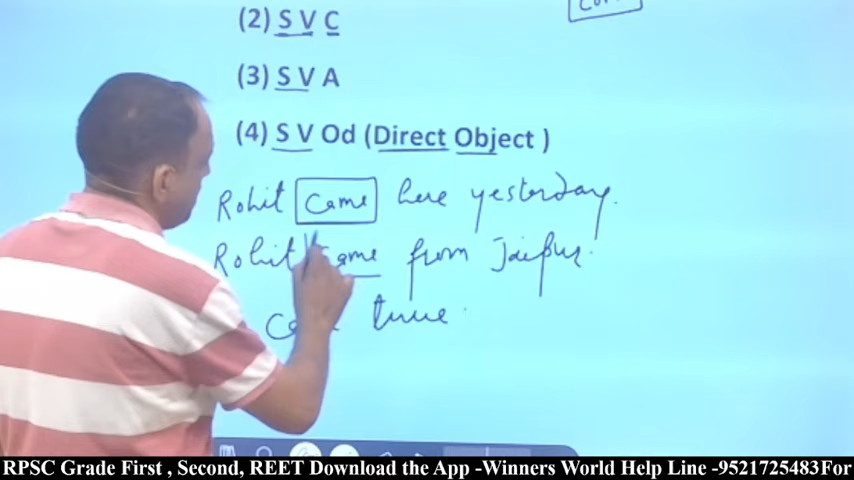 (2) S V C
(3) S V A
(4) S V Od (Direct Object )
Rohit came here yesterday.
Rohit came from Jaipur.
true.
RPSC Grade First , Second, REET Download the App -Winners World Help Line -9521725483For